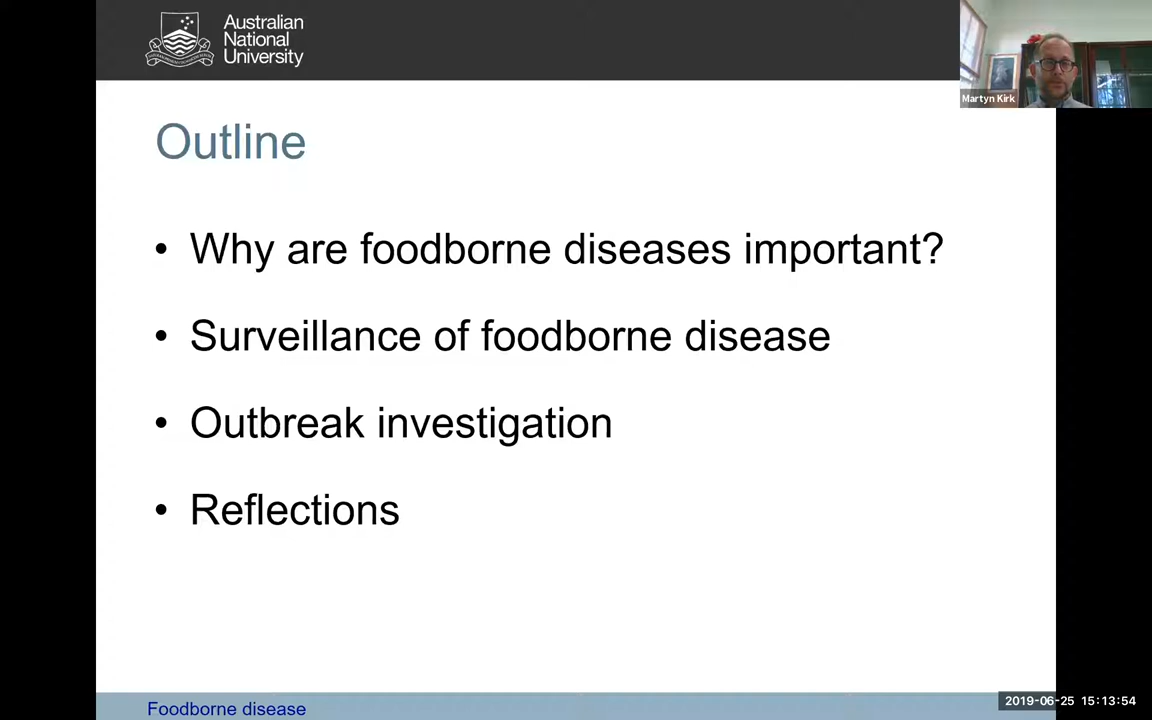 Australian
National
University
Martyn Kirk
Outline
• Why are foodborne diseases important?
• Surveillance of foodborne disease
• Outbreak investigation
• Reflections
Foodborne disease
2019-06-25 15:13:54